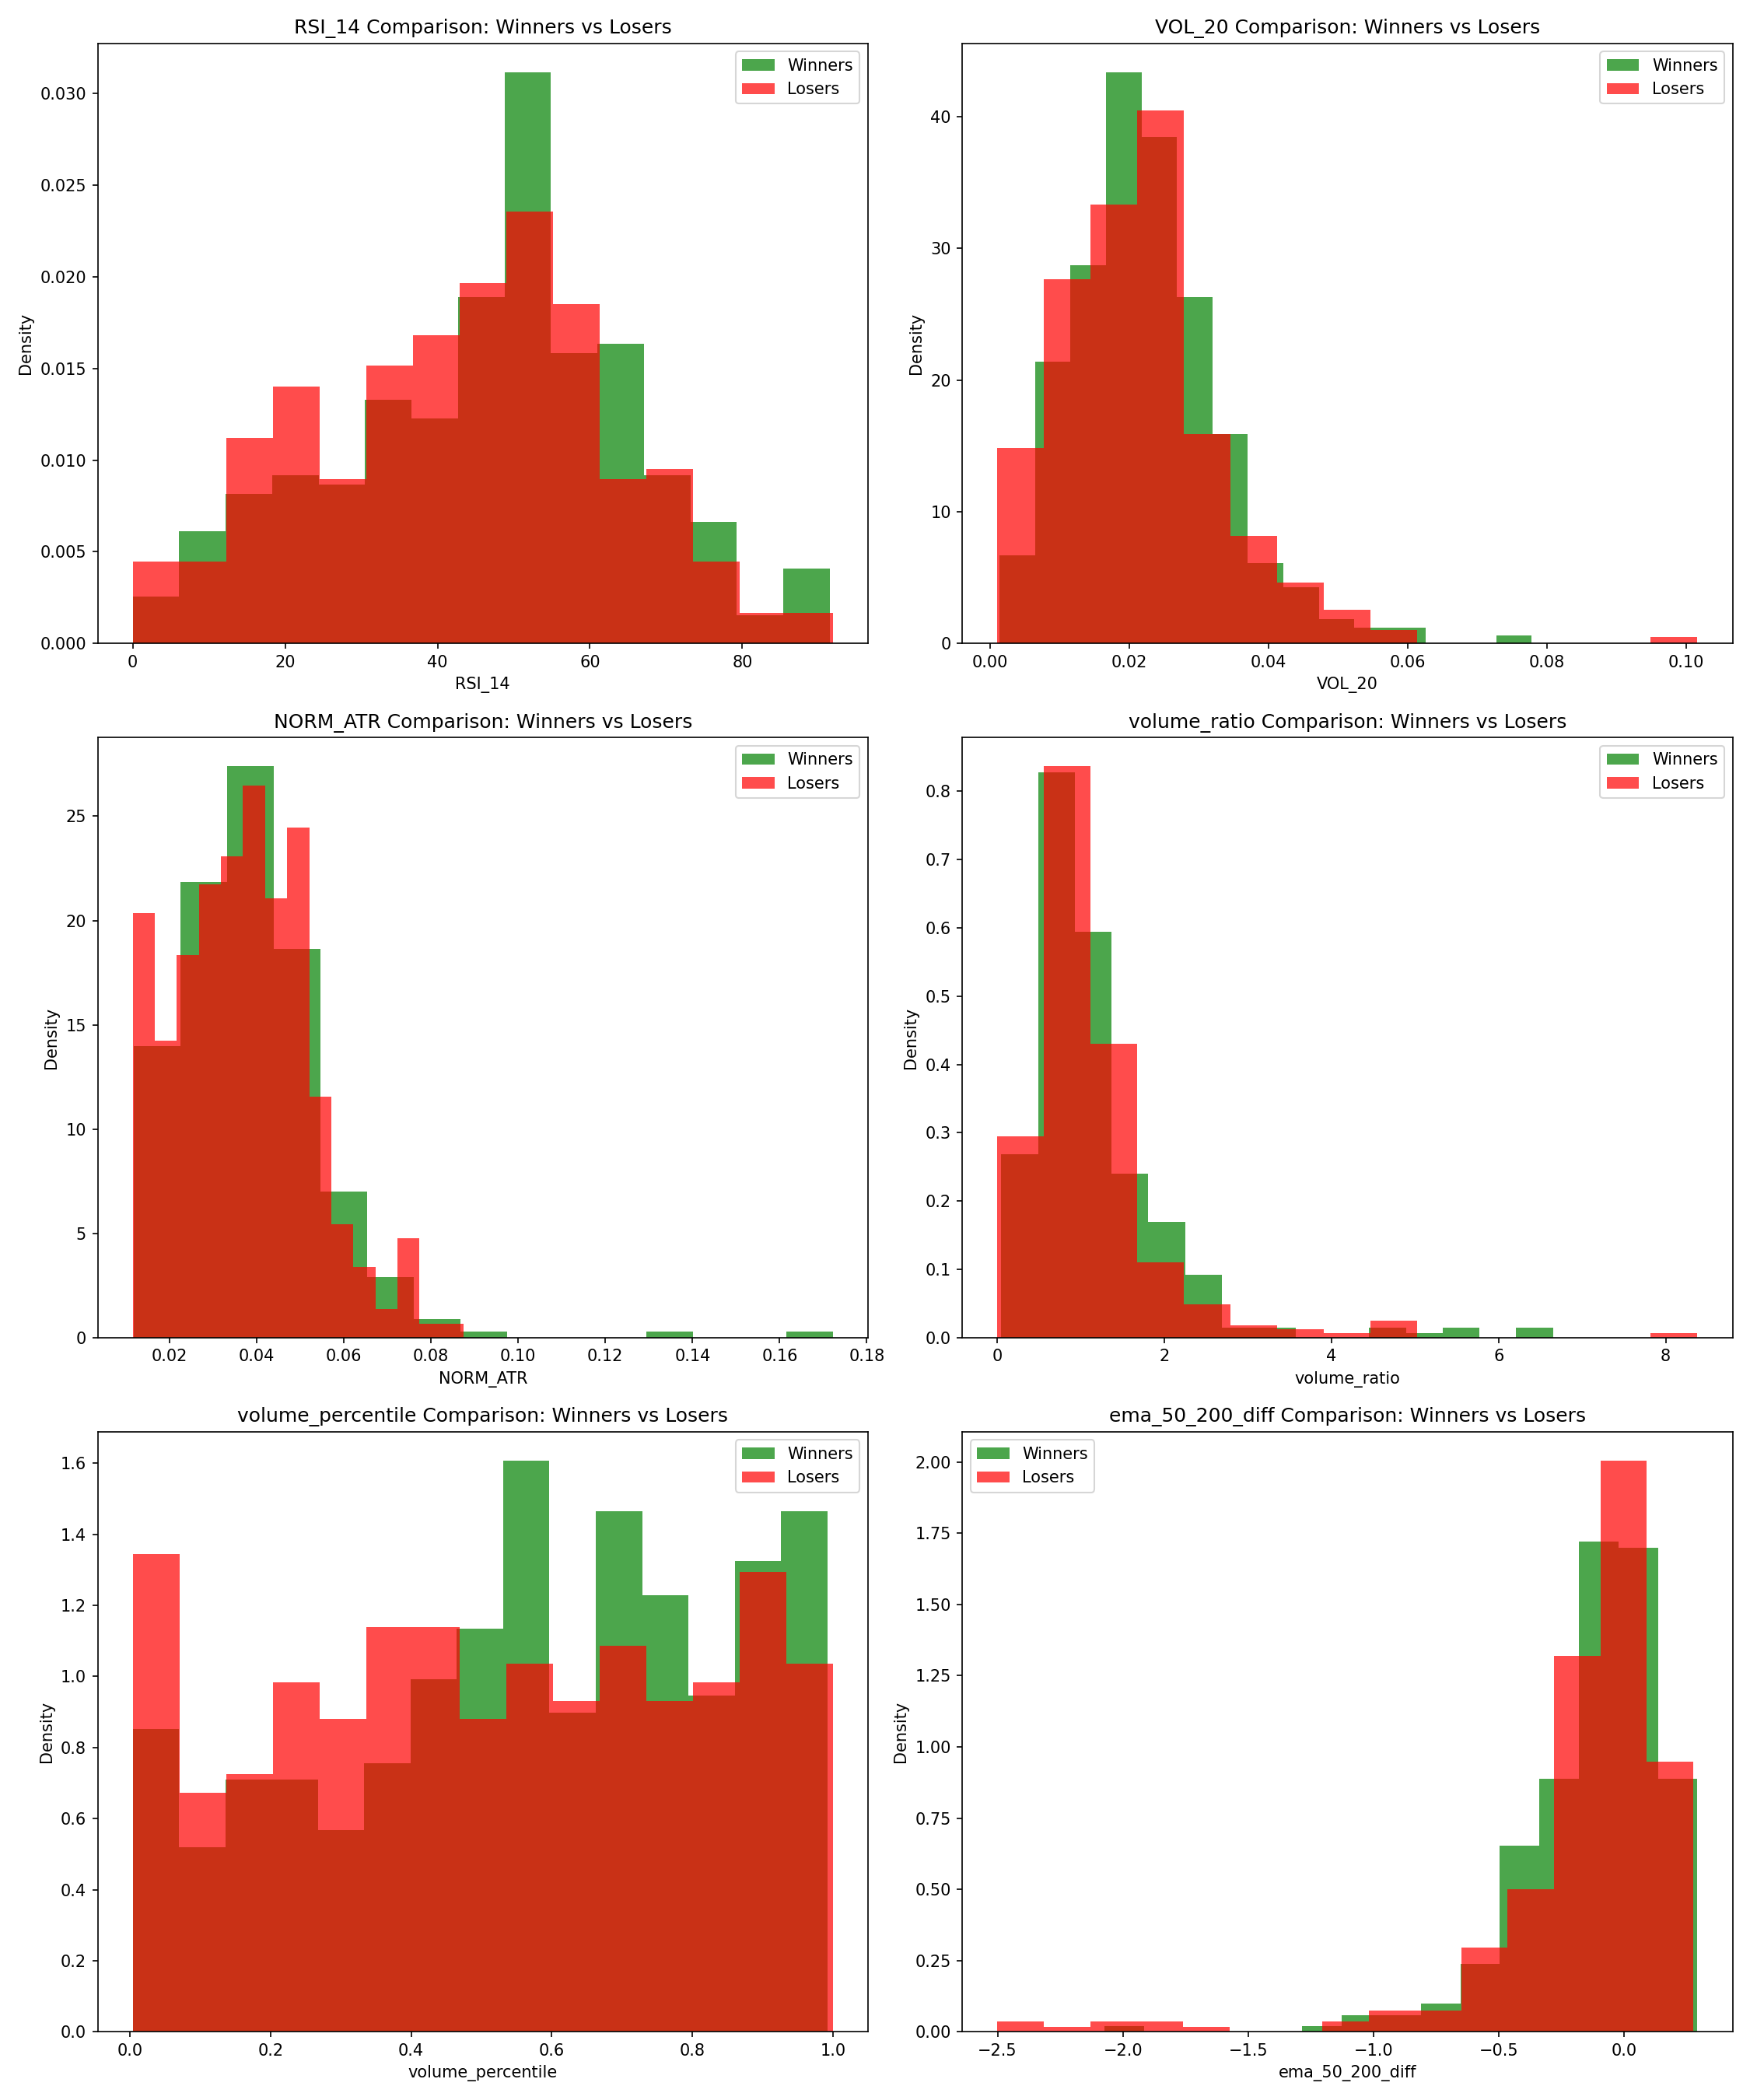 RSI_14 Comparison: Winners vs Losers
Winners
Losers
0.030
0.025
0.020
0.015
0.010
0.005
0.000
Density
0 20 40 60 80
RSI_14
VOL_20 Comparison: Winners vs Losers
Winners
Losers
40
30
20
10
0
Density
0.00 0.02 0.04 0.06 0.08 0.10
VOL_20
NORM_ATR Comparison: Winners vs Losers
Winners
Losers
25
20
15
10
5
0
Density
0.02 0.04 0.06 0.08 0.10 0.12 0.14 0.16 0.18
NORM_ATR
volume_ratio Comparison: Winners vs Losers
Winners
Losers
0.8
0.7
0.6
0.5
0.4
0.3
0.2
0.1
0.0
Density
0 2 4 6 8
volume_ratio
volume_percentile Comparison: Winners vs Losers
Winners
Losers
1.6
1.4
1.2
1.0
0.8
0.6
0.4
0.2
0.0
Density
0.0 0.2 0.4 0.6 0.8 1.0
volume_percentile
ema_50_200_diff Comparison: Winners vs Losers
Winners
Losers
2.00
1.75
1.50
1.25
1.00
0.75
0.50
0.25
0.00
Density
−2.5 −2.0 −1.5 −1.0 −0.5 0.0
ema_50_200_diff